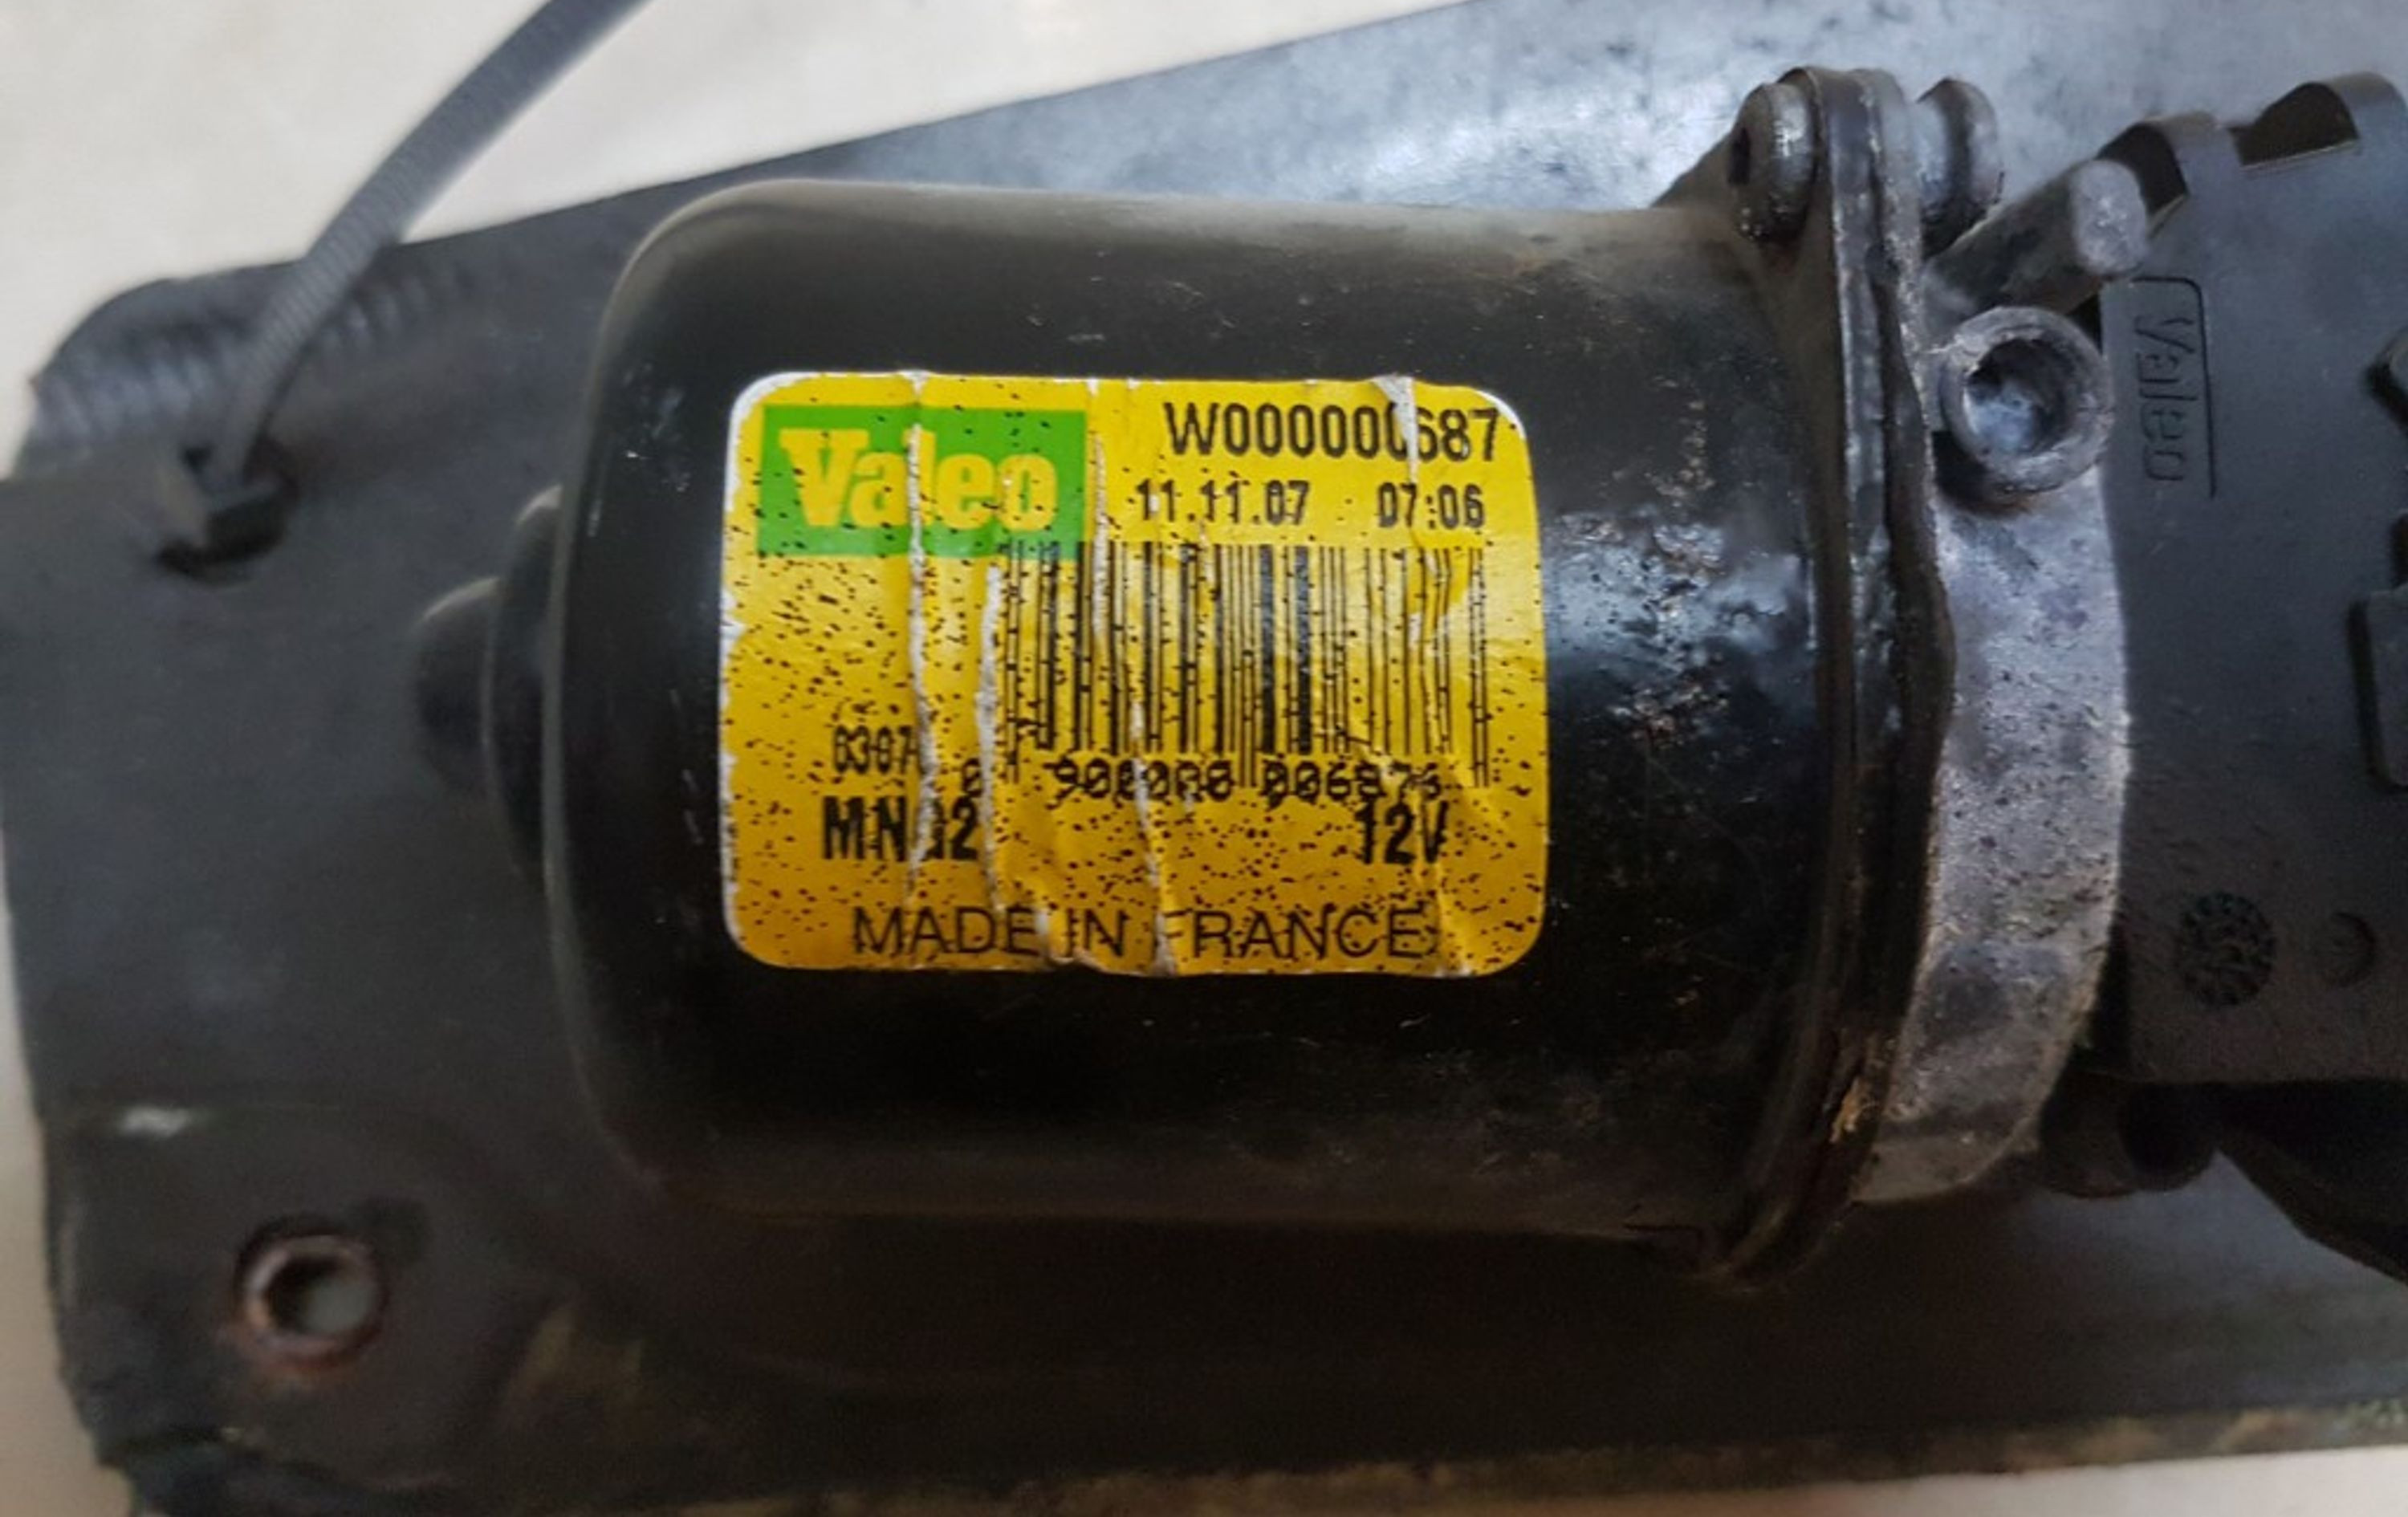 Valeo
W000000687
11.11.07 07:06
12V
MADE IN FRANCE
Valeo